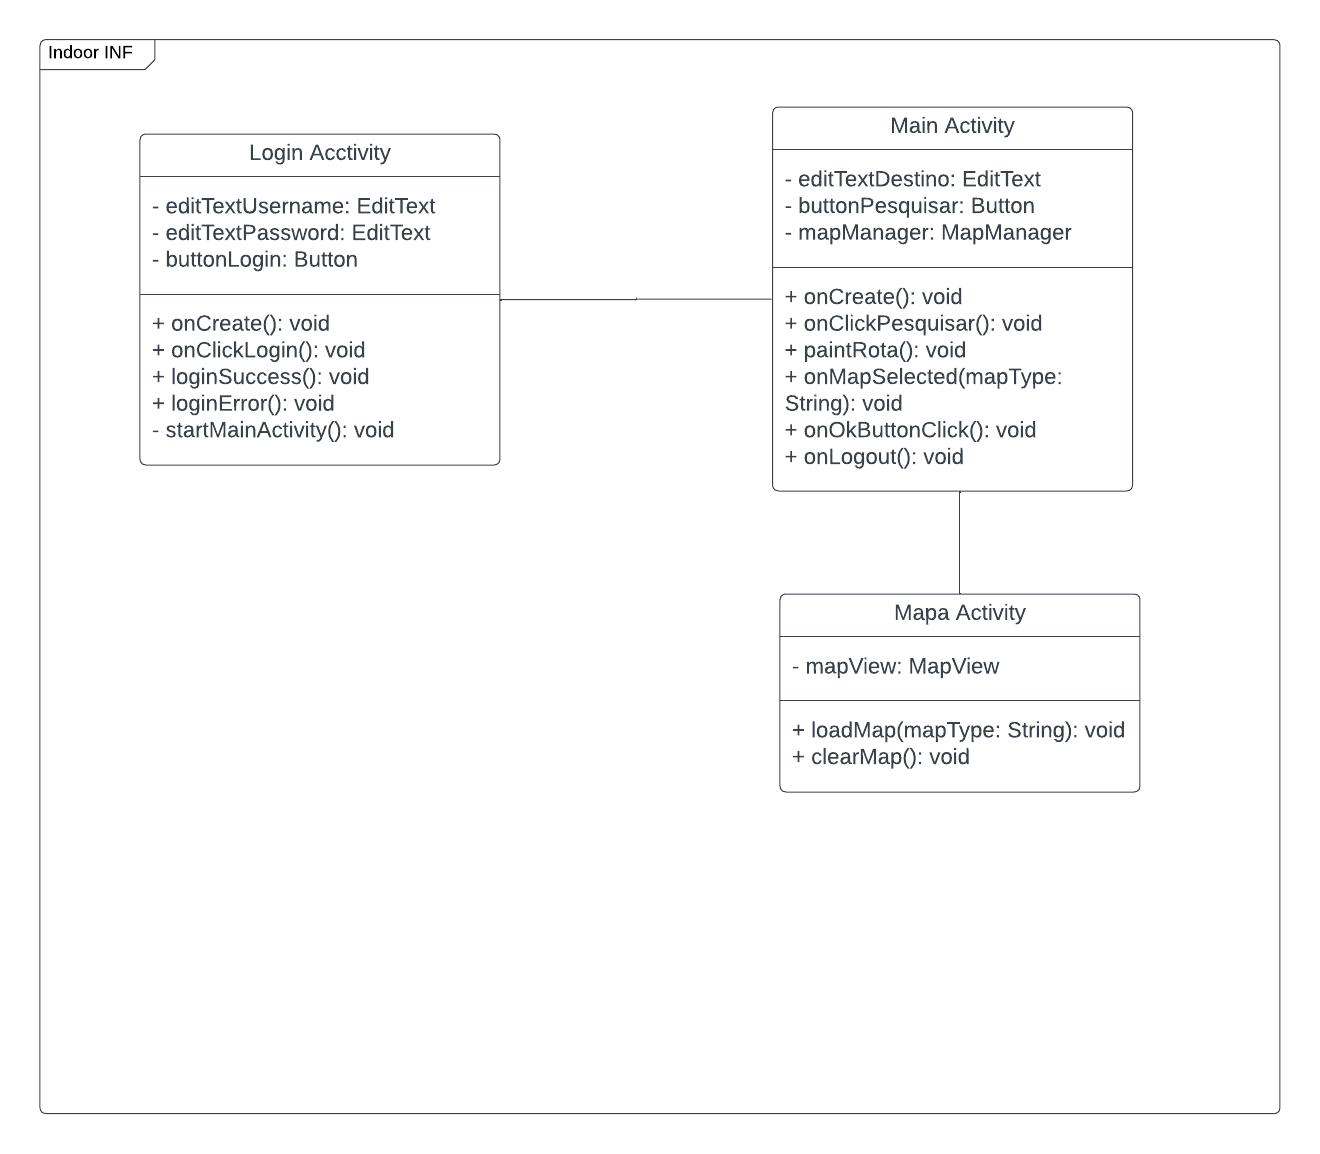 Indoor INF
Login Acctivity
- editTextUsername: EditText
- editTextPassword: EditText
- buttonLogin: Button
+ onCreate(): void
+ onClickLogin(): void
+ loginSuccess(): void
+ loginError(): void
- startMainActivity(): void
Main Activity
- editTextDestino: EditText
- buttonPesquisar: Button
- mapManager: MapManager
+ onCreate(): void
+ onClickPesquisar(): void
+ paintRota(): void
+ onMapSelected(mapType:
String): void
+ onOkButtonClick(): void
+ onLogout(): void
Mapa Activity
- mapView: MapView
+ loadMap(mapType: String): void
+ clearMap(): void